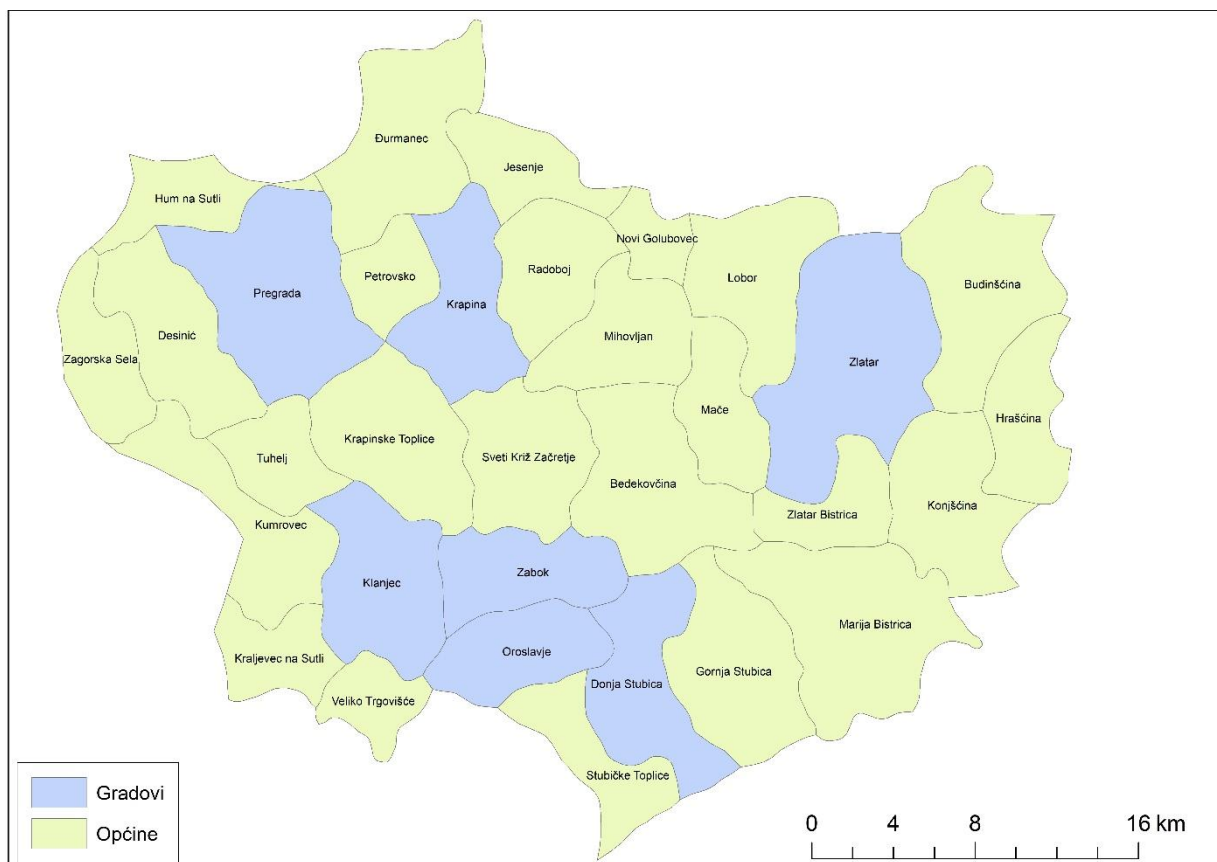 Đurmanec
Jesenje
Hum na Sutli
Novi Golubovec
Radoboj
Lobor
Petrovsko
Budinšćina
Pregrada
Krapina
Desinić
Mihovljan
Zagorska Sela
Zlatar
Mače
Hrašćina
Krapinske Toplice
Tuhelj
Sveti Križ Začretje
Bedekovčina
Konjšćina
Zlatar Bistrica
Kumrovec
Zabok
Klanjec
Marija Bistrica
Oroslavje
Kraljevec na Sutli
Gornja Stubica
Donja Stubica
Veliko Trgovišće
Stubičke Toplice
Gradovi
Općine
0 4 8 16 km